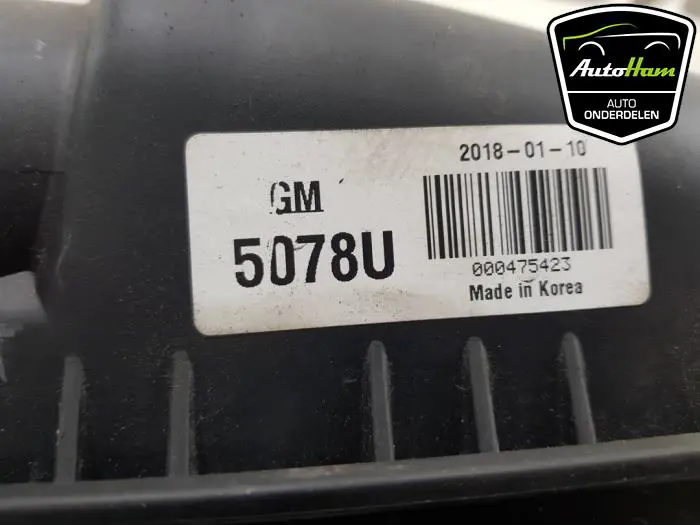 AutoHam
AUTO
ONDERDELEN
2018-01-10
GM
5078U
000475423
Made in Korea